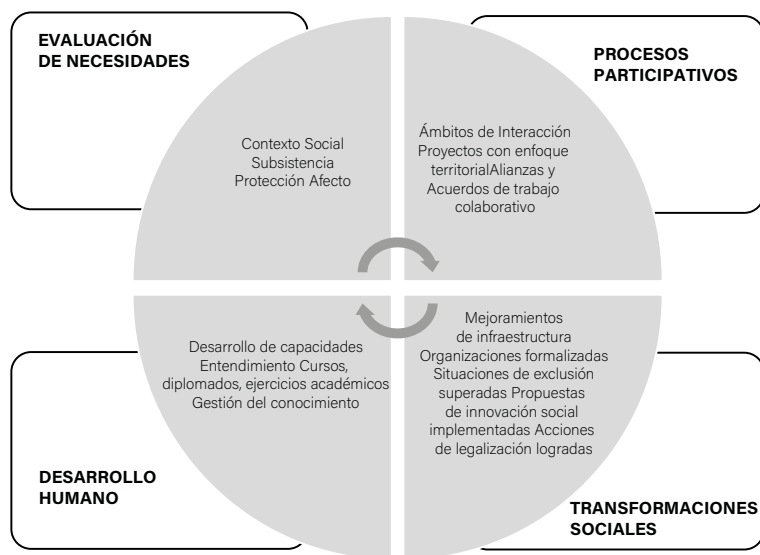 EVALUACIÓN
DE NECESIDADES
PROCESOS
PARTICIPATIVOS
Contexto Social
Subsistencia
Protección Afecto
Ámbitos de Interacción
Proyectos con enfoque
territorialAlianzas y
Acuerdos de trabajo
colaborativo
Desarrollo de capacidades
Entendimiento Cursos,
diplomados, ejercicios académicos
Gestión del conocimiento
Mejoramientos
de infraestructura
Organizaciones formalizadas
Situaciones de exclusión
superadas Propuestas
de innovación social
implementadas Acciones
de legalización logradas
DESARROLLO
HUMANO
TRANSFORMACIONES
SOCIALES